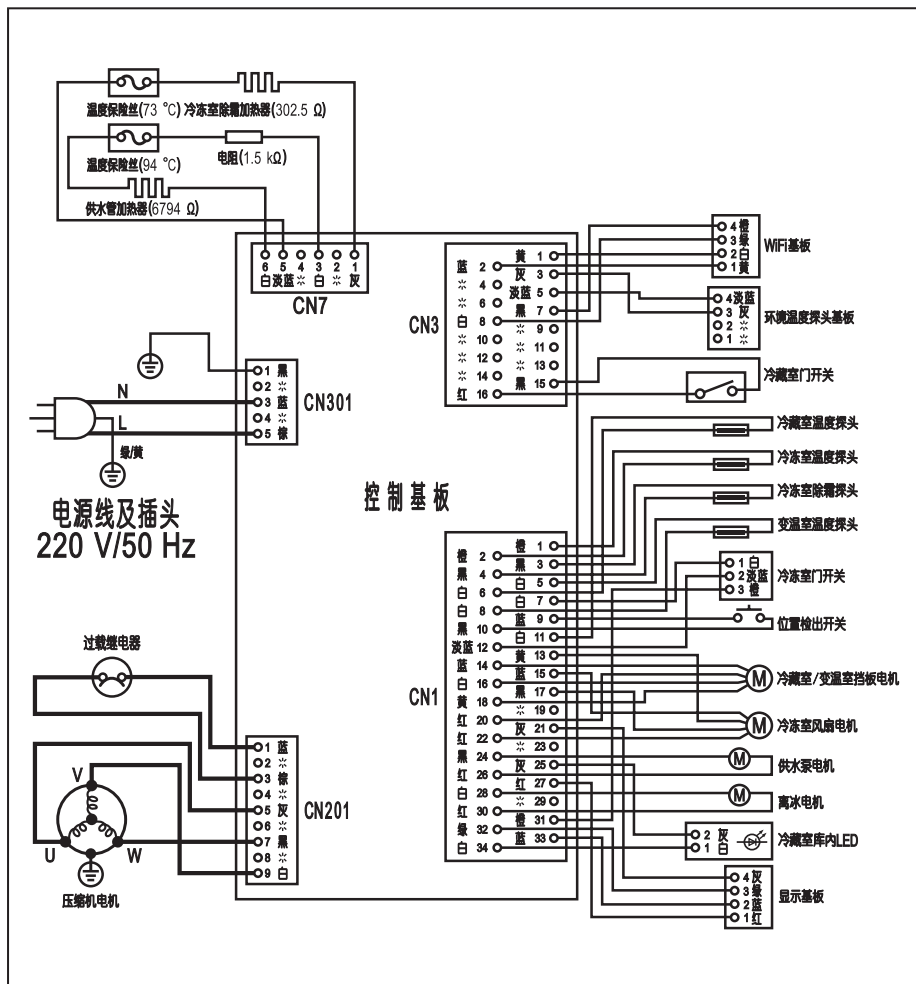 温度保险丝(73 ℃) 冷冻室除霜加热器(302.5 Ω)
温度保险丝(94 ℃)
电阻(1.5 kΩ)
供水管加热器(6794 Ω)
6 5 4 3 2 1
白 淡蓝 ※ 白 ※ 灰
CN7
CN3
黄 1
蓝 2
灰 3
※ 4
淡蓝 5
※ 6
黑 7
白 8
※ 9
※ 10
※ 11
※ 12
※ 13
※ 14
黑 15
红 16
4 橙
3 绿
2 白
1 黄
WiFi基板
4 淡蓝
3 灰
2 ※
1 ※
环境温度探头基板
冷藏室门开关
1 黑
2 ※
3 蓝
4 ※
5 棕
CN301
N
L
绿/黄
电源线及插头
220 V/50 Hz
控制基板
冷藏室温度探头
冷冻室温度探头
冷冻室除霜探头
变温室温度探头
CN1
橙 1
橙 2
黑 3
黑 4
白 5
白 6
白 7
白 8
蓝 9
黑 10
白 11
淡蓝 12
黄 13
蓝 14
蓝 15
白 16
黑 17
黄 18
※ 19
红 20
灰 21
红 22
※ 23
黑 24
灰 25
红 26
红 27
白 28
※ 29
红 30
橙 31
绿 32
蓝 33
白 34
1 白
2 淡蓝
3 橙
冷冻室门开关
位置检出开关
M
冷藏室/变温室挡板电机
M
冷冻室风扇电机
M
供水泵电机
M
离冰电机
2 灰
1 白
冷藏室库内LED
4 灰
3 绿
2 蓝
1 红
显示基板
过载继电器
1 蓝
2 ※
3 棕
4 ※
5 灰
6 ※
7 黑
8 ※
9 白
CN201
V
U
W
压缩机电机